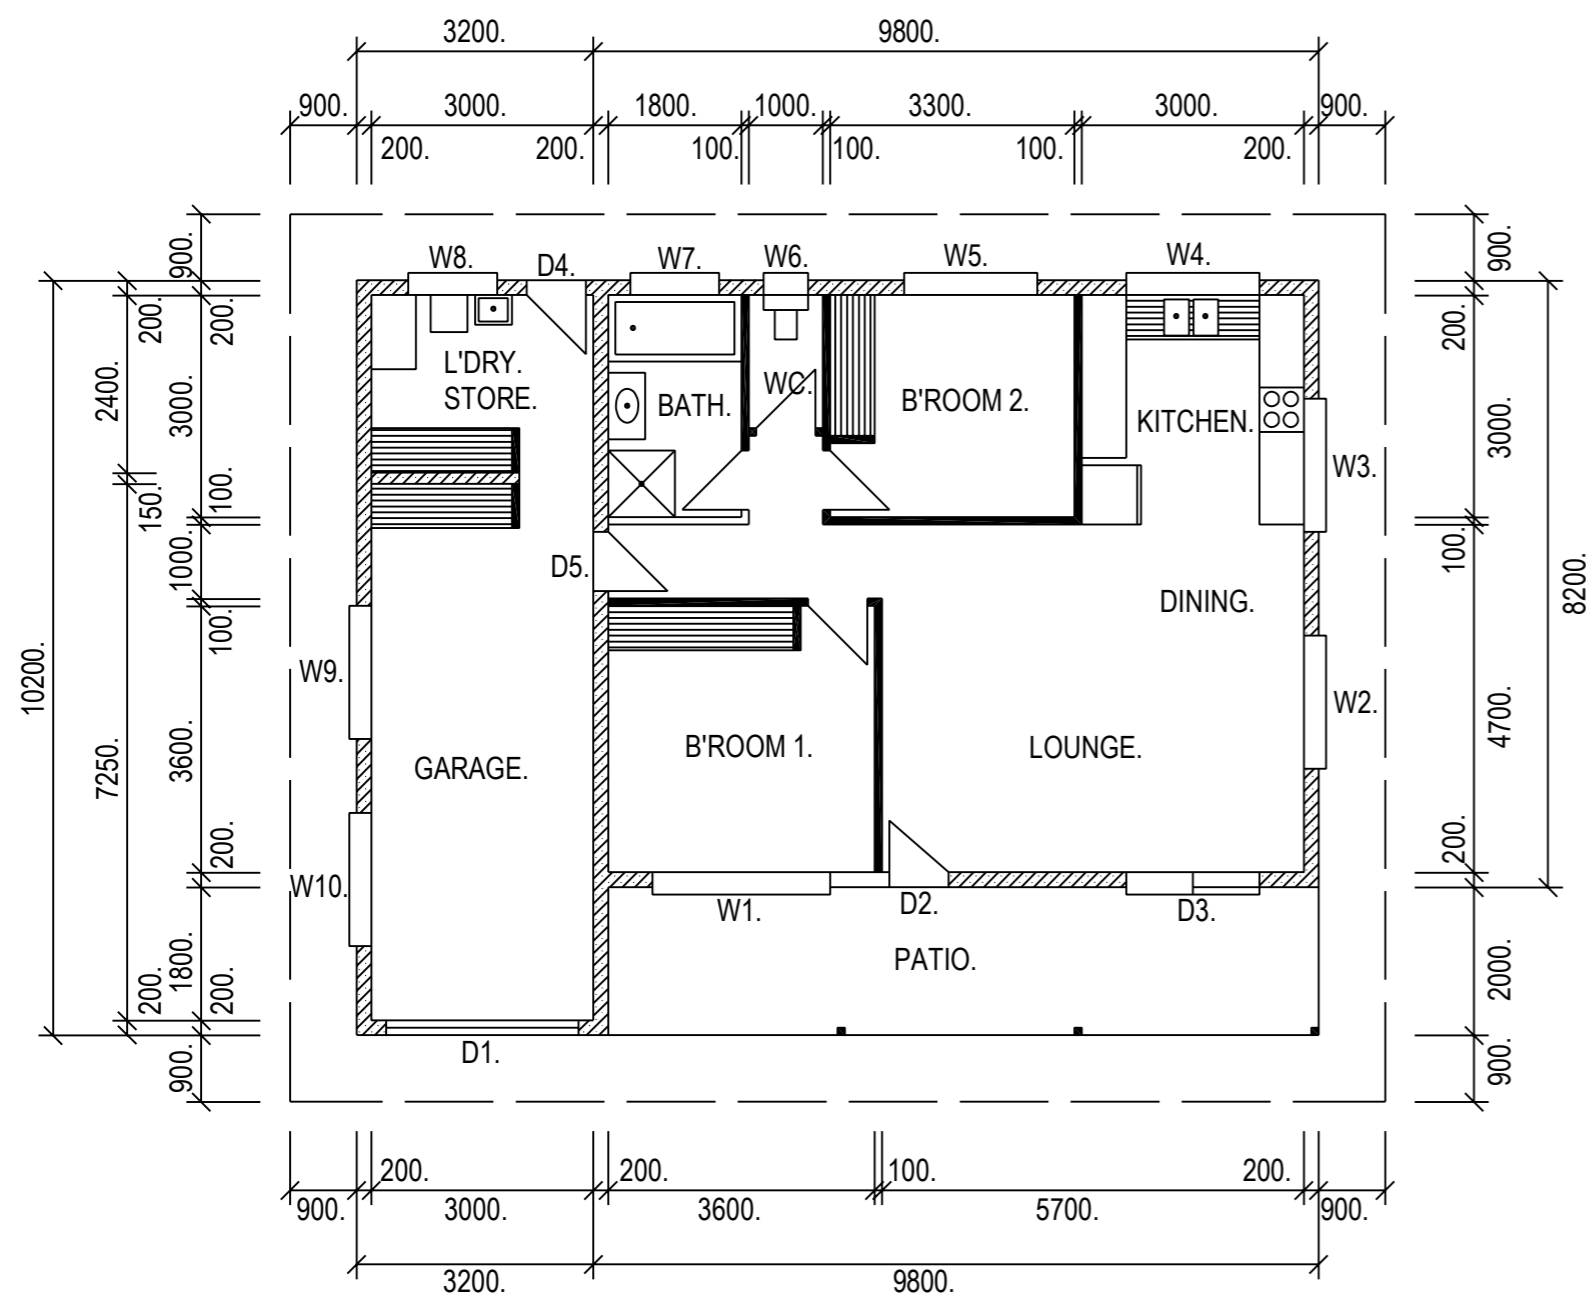 3200. 9800.
900. 3000. 1800. 1000. 3300. 3000. 900.
200. 200. 100. 100. 100. 200.
W8. D4. W7. W6. W5. W4.
L'DRY.
STORE.
BATH.
WC.
B'ROOM 2.
KITCHEN.
W3.
D5.
DINING.
W9.
W2.
B'ROOM 1.
LOUNGE.
GARAGE.
W10.
W1.
D2.
D3.
PATIO.
D1.
10200.
200.
2400.
150.
7250.
200.
900.
200.
3000.
100.
1000.
100.
3600.
200.
1800.
200.
900.
900.
200.
3000.
100.
4700.
200.
2000.
900.
8200.
200. 200. 100. 200.
900. 3000. 3600. 5700. 900.
3200. 9800.